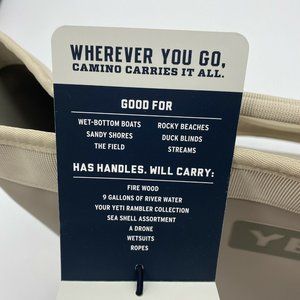 WHEREVER YOU GO,
CAMINO CARRIES IT ALL.
GOOD FOR
WET-BOTTOM BOATS
SANDY SHORES
THE FIELD
ROCKY BEACHES
DUCK BLINDS
STREAMS
HAS HANDLES. WILL CARRY:
FIRE WOOD
9 GALLONS OF RIVER WATER
YOUR YETI RAMBLER COLLECTION
SEA SHELL ASSORTMENT
A DRONE
WETSUITS
ROPES
YE